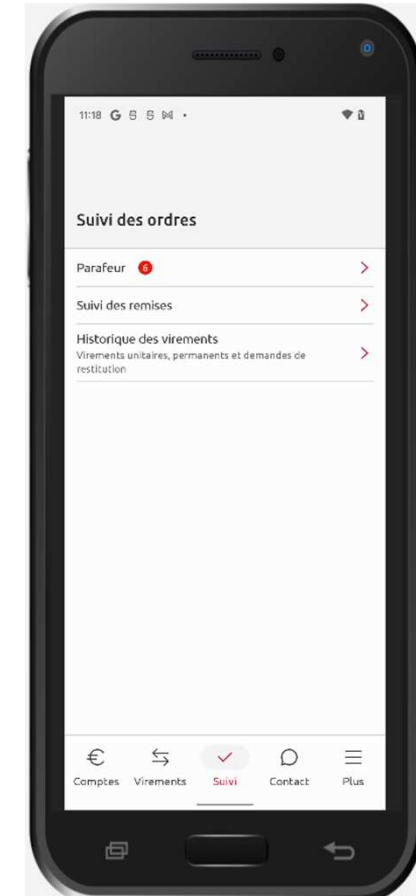 11:18
Suivi des ordres
Parafeur 6
Suivi des remises
Historique des virements
Virements unitaires, permanents et demandes de
restitution
Comptes Virements Suivi Contact Plus